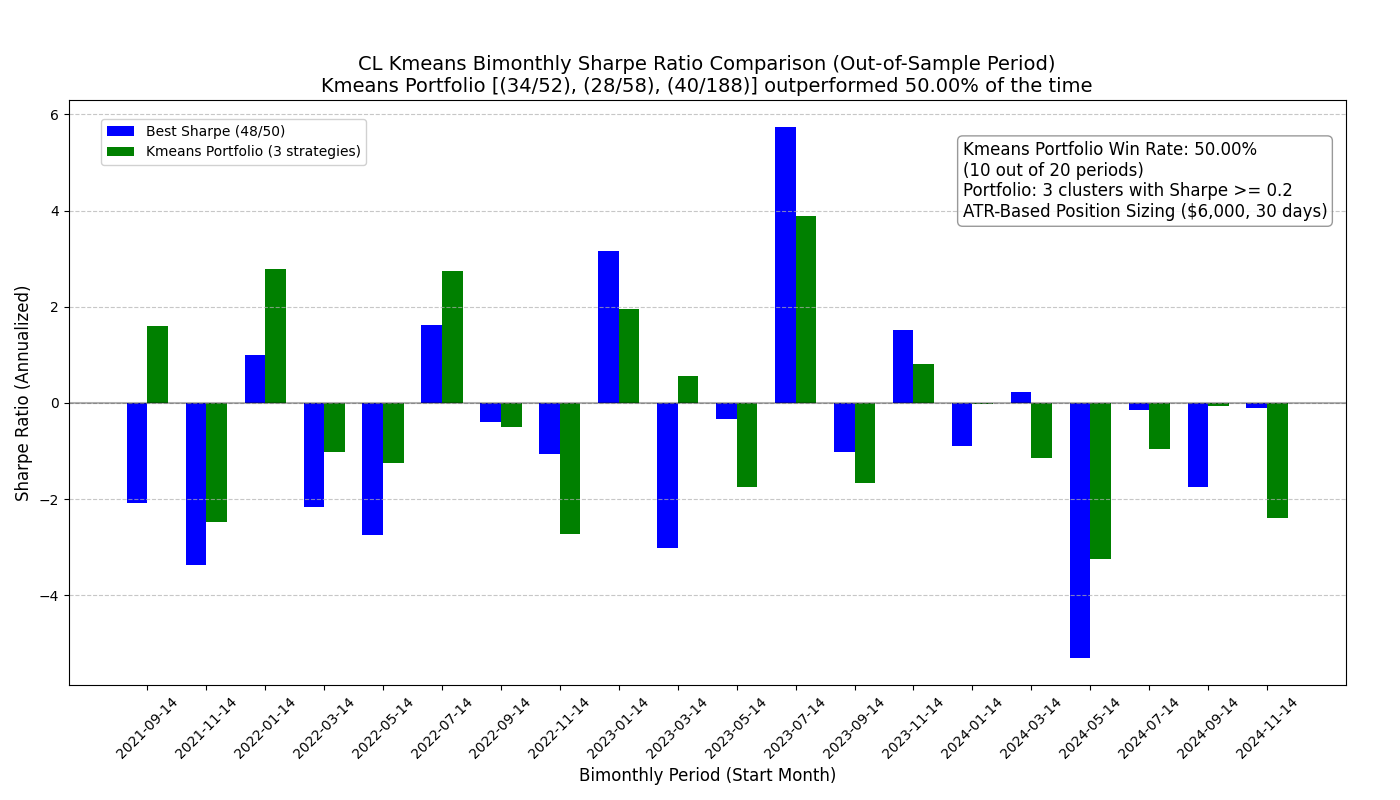 CL Kmeans Bimonthly Sharpe Ratio Comparison (Out-of-Sample Period)
Kmeans Portfolio [(34/52), (28/58), (40/188)] outperformed 50.00% of the time
Best Sharpe (48/50)
Kmeans Portfolio (3 strategies)
Kmeans Portfolio Win Rate: 50.00%
(10 out of 20 periods)
Portfolio: 3 clusters with Sharpe >= 0.2
ATR-Based Position Sizing ($6,000, 30 days)
Sharpe Ratio (Annualized)
6
4
2
0
−2
−4
2021-09-14
2021-11-14
2022-01-14
2022-03-14
2022-05-14
2022-07-14
2022-09-14
2022-11-14
2023-01-14
2023-03-14
2023-05-14
2023-07-14
2023-09-14
2023-11-14
2024-01-14
2024-03-14
2024-05-14
2024-07-14
2024-09-14
2024-11-14
Bimonthly Period (Start Month)